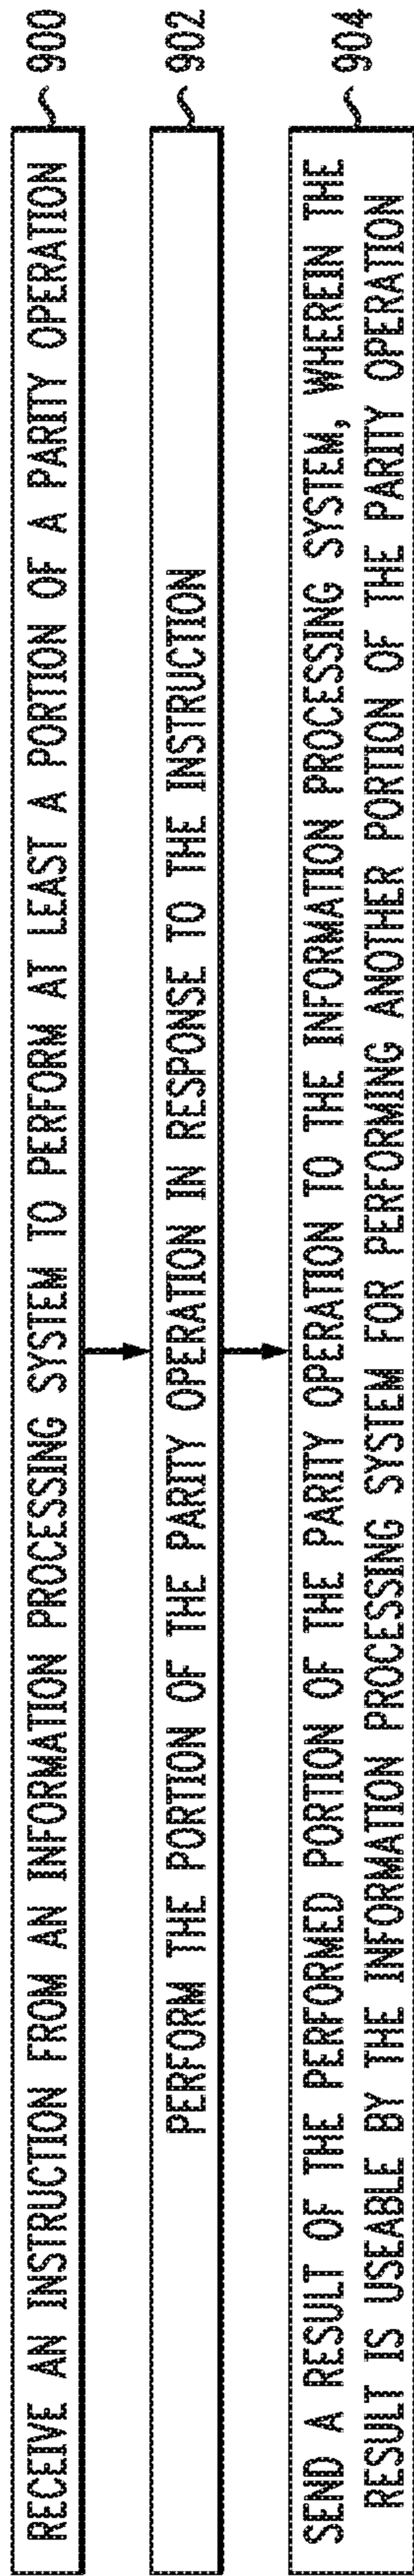 RECEIVE AN INSTRUCTION FROM AN INFORMATION PROCESSING SYSTEM TO PERFORM AT LEAST A PORTION OF A PARITY OPERATION 900
PERFORM THE PORTION OF THE PARITY OPERATION IN RESPONSE TO THE INSTRUCTION 902
SEND A RESULT OF THE PERFORMED PORTION OF THE PARITY OPERATION TO THE INFORMATION PROCESSING SYSTEM, WHEREIN THE 904
RESULT IS USEABLE BY THE INFORMATION PROCESSING SYSTEM FOR PERFORMING ANOTHER PORTION OF THE PARITY OPERATION